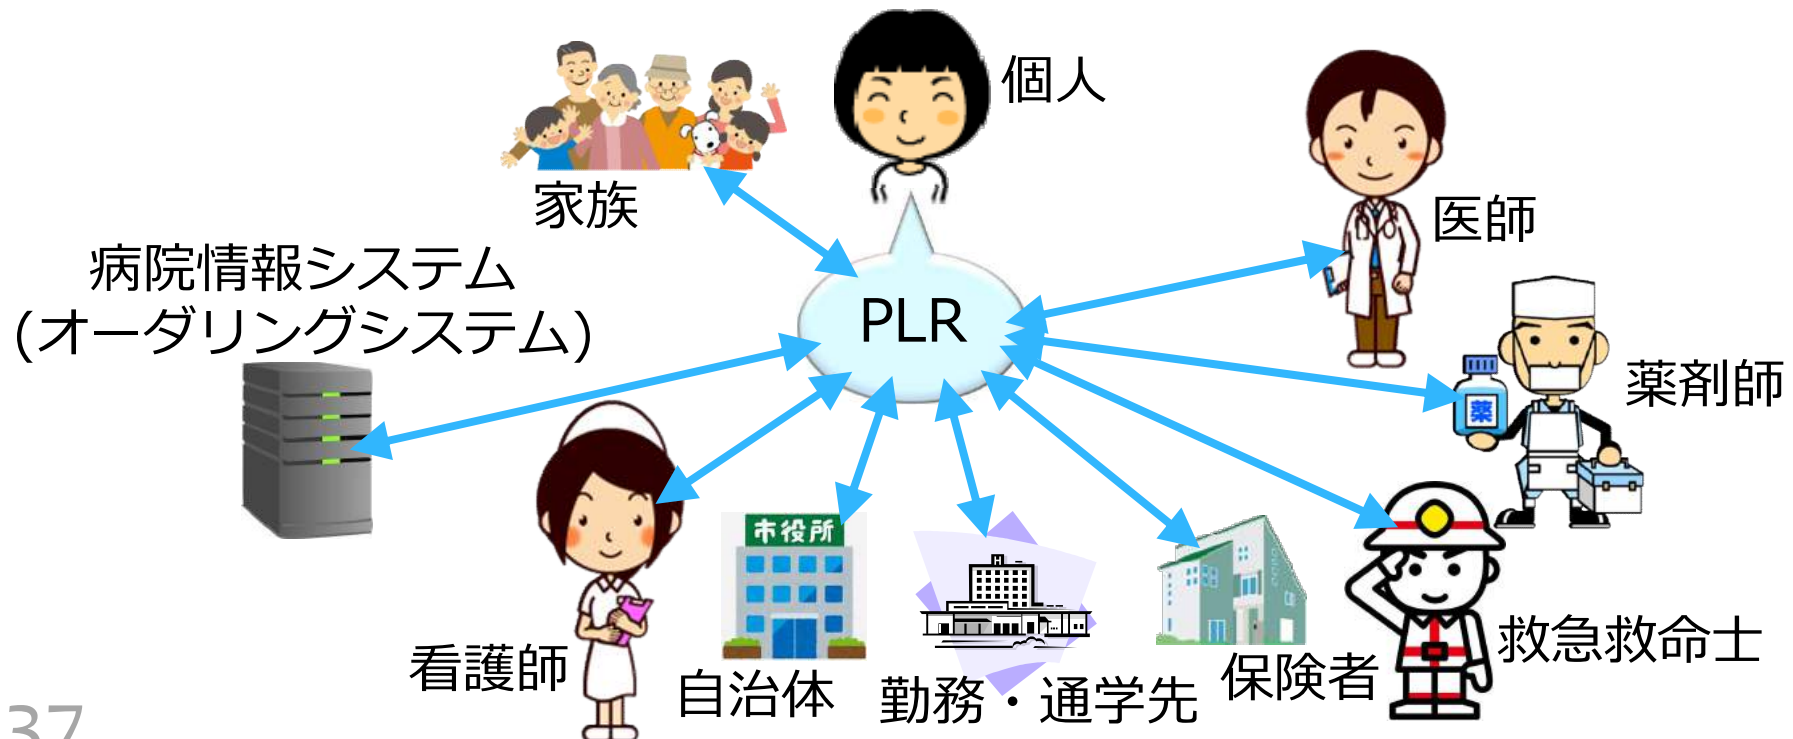 個人
家族
医師
病院情報システム
(オーダリングシステム)
PLR
薬剤師
薬
市役所
救急救命士
看護師
自治体
勤務・通学先
保険者
37